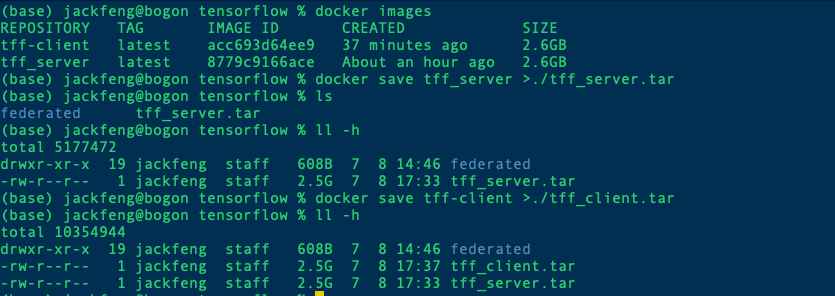 (base) jackfeng@bogon tensorflow % docker images
REPOSITORY   TAG       IMAGE ID       CREATED             SIZE
tff-client   latest    acc693d64ee9   37 minutes ago      2.6GB
tff_server   latest    8779c9166ace   About an hour ago   2.6GB
(base) jackfeng@bogon tensorflow % docker save tff_server >./tff_server.tar
(base) jackfeng@bogon tensorflow % ls
federated      tff_server.tar
(base) jackfeng@bogon tensorflow % ll -h
total 5177472
drwxr-xr-x  19 jackfeng  staff   608B  7  8 14:46 federated
-rw-r--r--   1 jackfeng  staff   2.5G  7  8 17:33 tff_server.tar
(base) jackfeng@bogon tensorflow % docker save tff-client >./tff_client.tar
(base) jackfeng@bogon tensorflow % ll -h
total 10354944
drwxr-xr-x  19 jackfeng  staff   608B  7  8 14:46 federated
-rw-r--r--   1 jackfeng  staff   2.5G  7  8 17:37 tff_client.tar
-rw-r--r--   1 jackfeng  staff   2.5G  7  8 17:33 tff_server.tar